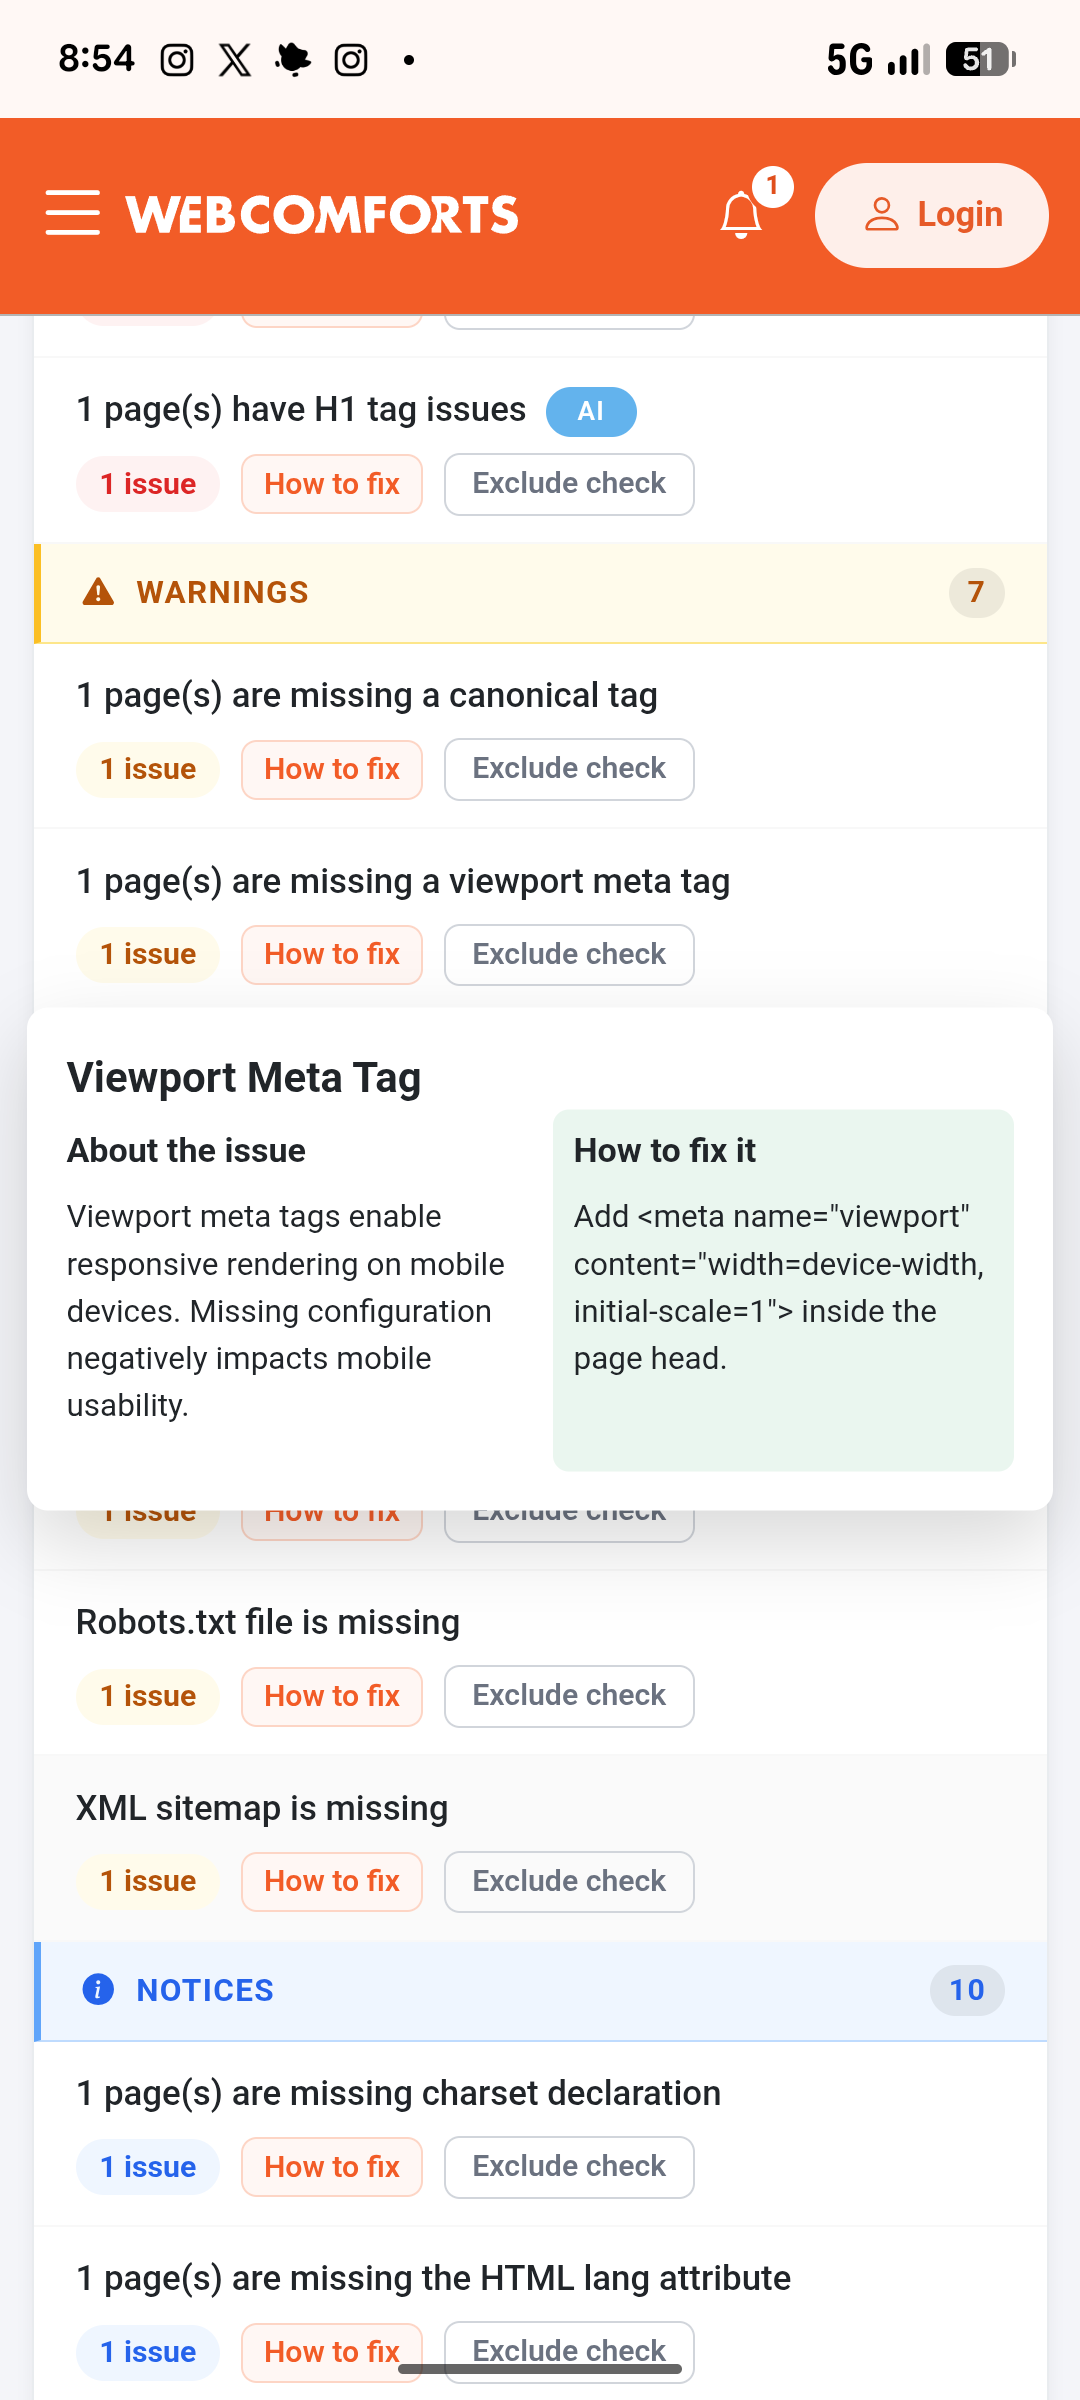 8:54
5G
51
WEBCOMFORTS
1
Login
1 page(s) have H1 tag issues
AI
1 issue
How to fix
Exclude check
WARNINGS
7
1 page(s) are missing a canonical tag
1 issue
How to fix
Exclude check
1 page(s) are missing a viewport meta tag
1 issue
How to fix
Exclude check
Viewport Meta Tag
About the issue
Viewport meta tags enable
responsive rendering on mobile
devices. Missing configuration
negatively impacts mobile
usability.
How to fix it
Add <meta name="viewport"
content="width=device-width,
initial-scale=1"> inside the
page head.
1 issue
How to fix
Exclude check
Robots.txt file is missing
1 issue
How to fix
Exclude check
XML sitemap is missing
1 issue
How to fix
Exclude check
NOTICES
10
1 page(s) are missing charset declaration
1 issue
How to fix
Exclude check
1 page(s) are missing the HTML lang attribute
1 issue
How to fix
Exclude check